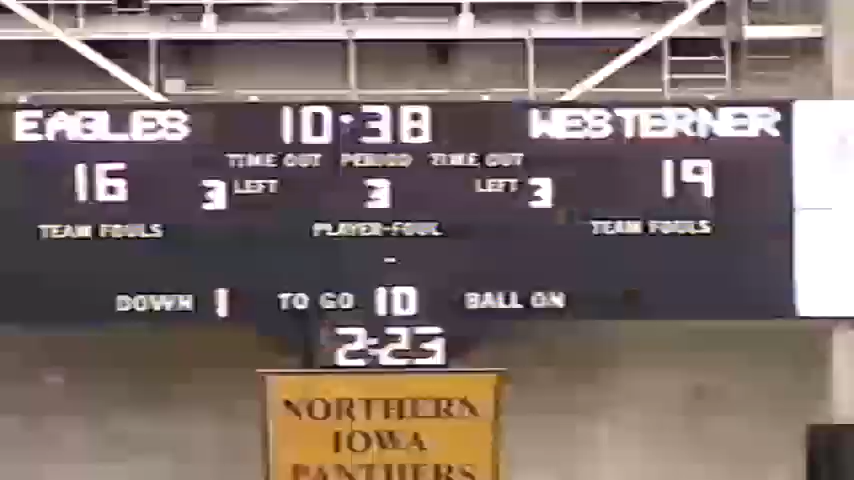 EAGLES 10:38 WESTERNER
TIME OUT PERIOD TIME OUT
16 3 LEFT 3 LEFT 3 19
TEAM FOULS PLAYER-FOUL TEAM FOULS
-
DOWN 1 TO GO 10 BALL ON
2:23
NORTHERN
IOWA
PANTHERS